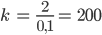 k = 2/0,1 = 200